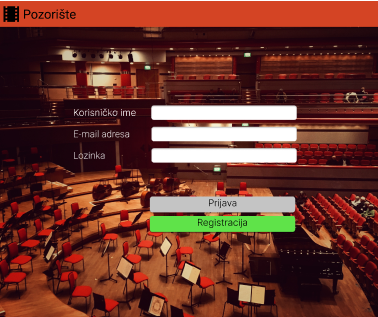 Pozorište
Korisničko ime
E-mail adresa
Lozinka
Prijava
Registracija